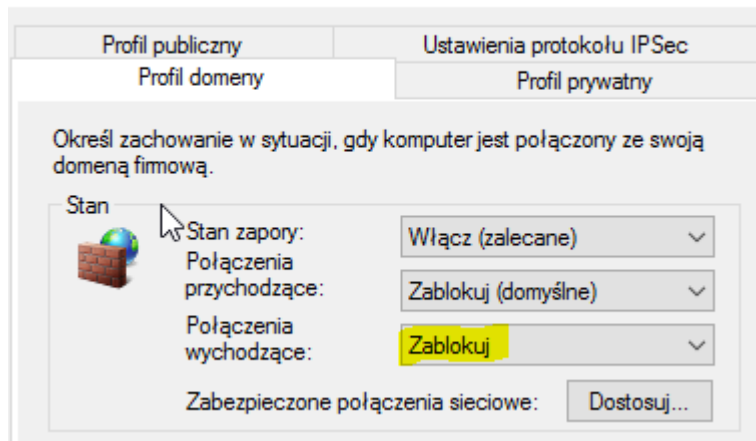 Profil publiczny
Ustawienia protokołu IPSec
Profil domeny
Profil prywatny
Określ zachowanie w sytuacji, gdy komputer jest połączony ze swoją
domeną firmową.
Stan
Stan zapory:
Włącz (zalecane)
Połączenia
przychodzące:
Zablokuj (domyślne)
Połączenia
wychodzące:
Zablokuj
Zabezpieczone połączenia sieciowe:
Dostosuj...